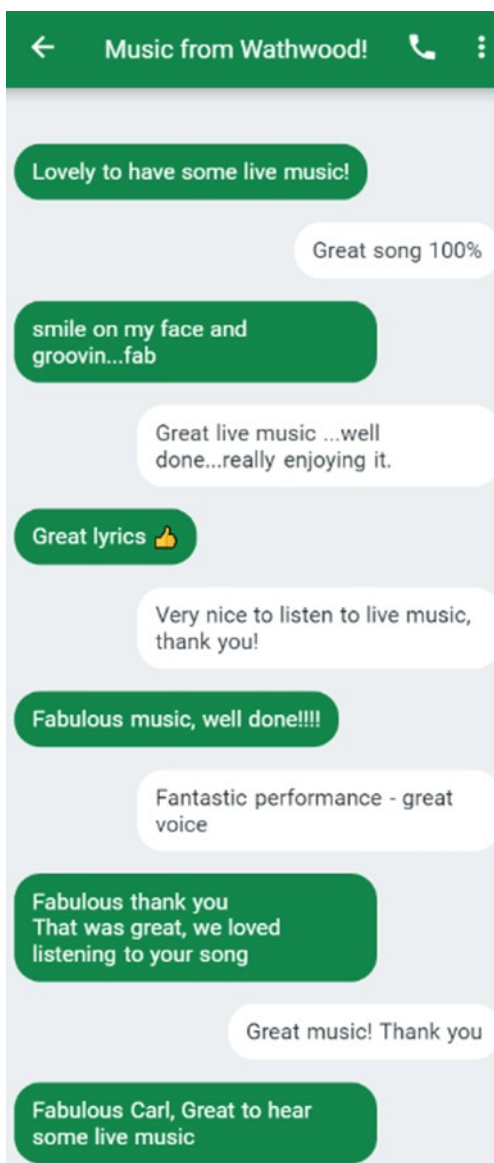 Music from Wathwood!
Lovely to have some live music!
Great song 100%
smile on my face and
groovin...fab
Great live music ...well
done...really enjoying it.
Great lyrics 👍
Very nice to listen to live music,
thank you!
Fabulous music, well done!!!!
Fantastic performance - great
voice
Fabulous thank you
That was great, we loved
listening to your song
Great music! Thank you
Fabulous Carl, Great to hear
some live music